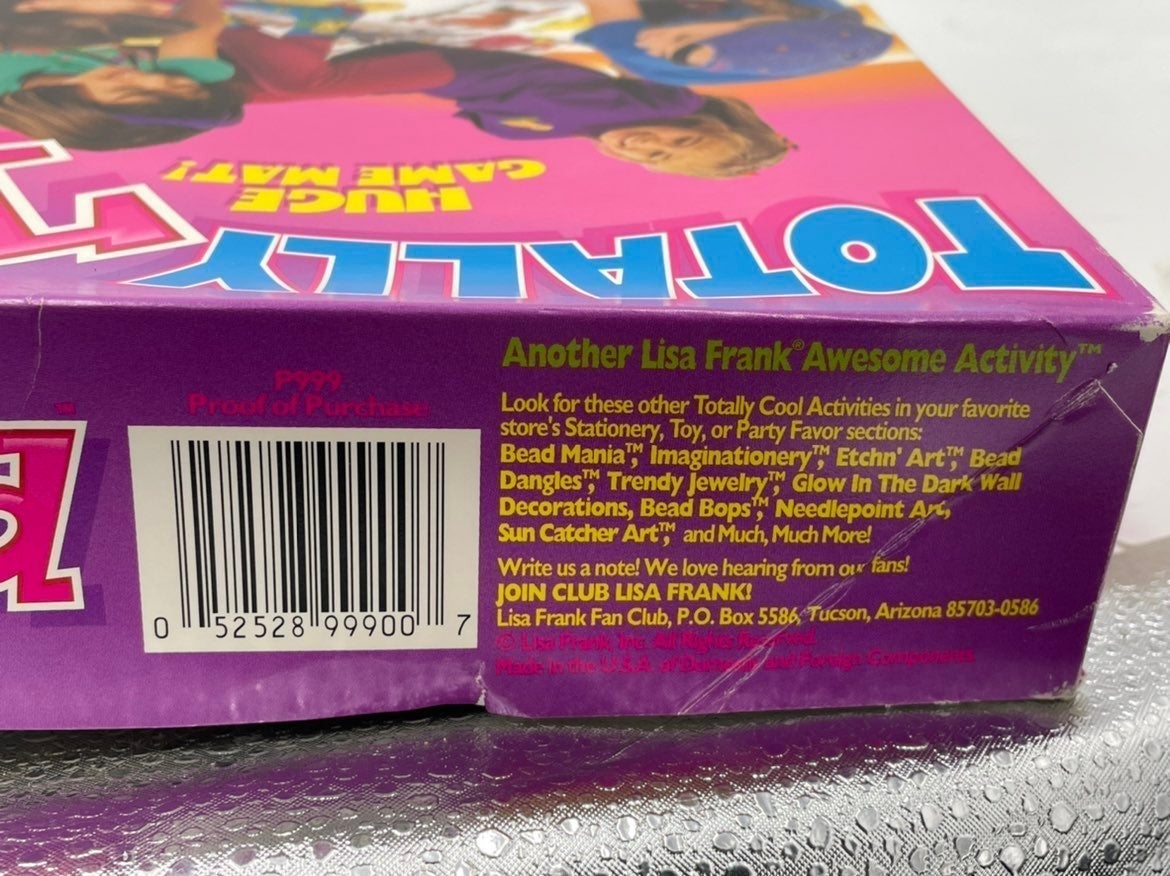 HUGE
GAME MAT!
TOTALLY
P999
Proof of Purchase
0 52528 99900 7
Another Lisa Frank® Awesome Activity™
Look for these other Totally Cool Activities in your favorite
store's Stationery, Toy, or Party Favor sections:
Bead Mania™, Imaginationery™, Etchn' Art™, Bead
Dangles™, Trendy Jewelry™, Glow In The Dark Wall
Decorations, Bead Bops™, Needlepoint Art,
Sun Catcher Art™, and Much, Much More!
Write us a note! We love hearing from our fans!
JOIN CLUB LISA FRANK!
Lisa Frank Fan Club, P.O. Box 5586, Tucson, Arizona 85703-0586
© Lisa Frank, Inc. All Rights Reserved.
Made in the U.S.A. of Domestic and Foreign Components.